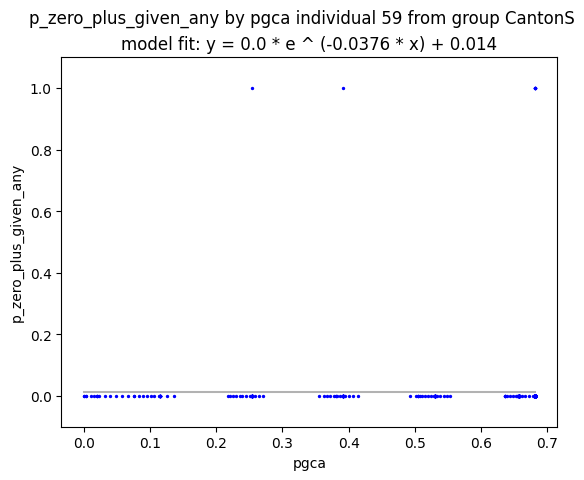 p_zero_plus_given_any by pgca individual 59 from group CantonS
model fit: y = 0.0 * e ^ (-0.0376 * x) + 0.014
1.0
0.8
0.6
0.4
0.2
0.0
p_zero_plus_given_any
0.0 0.1 0.2 0.3 0.4 0.5 0.6 0.7
pgca